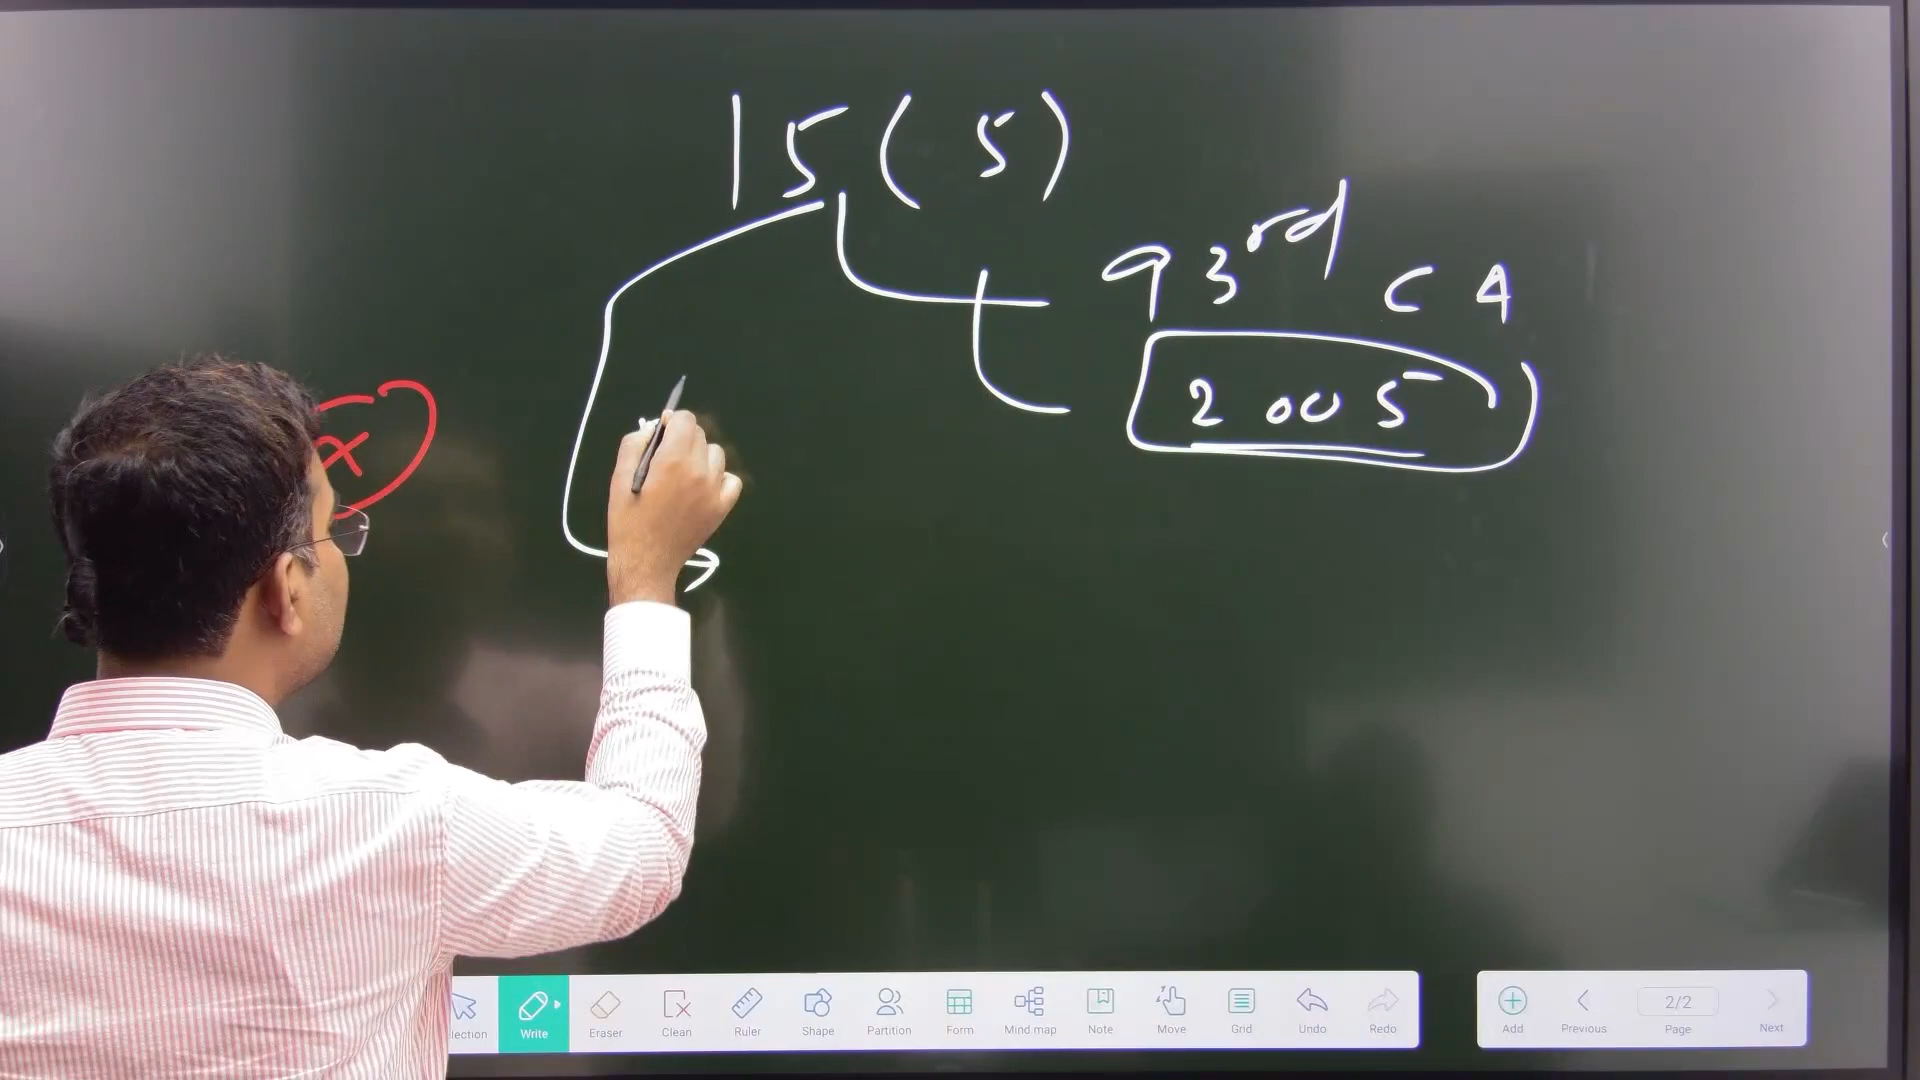 15(5)
93rd CA
2005
x
lection
Write
Eraser
Clean
Ruler
Shape
Partition
Form
Mind map
Note
Move
Grid
Undo
Redo
Add
Previous
2/2
Page
Next